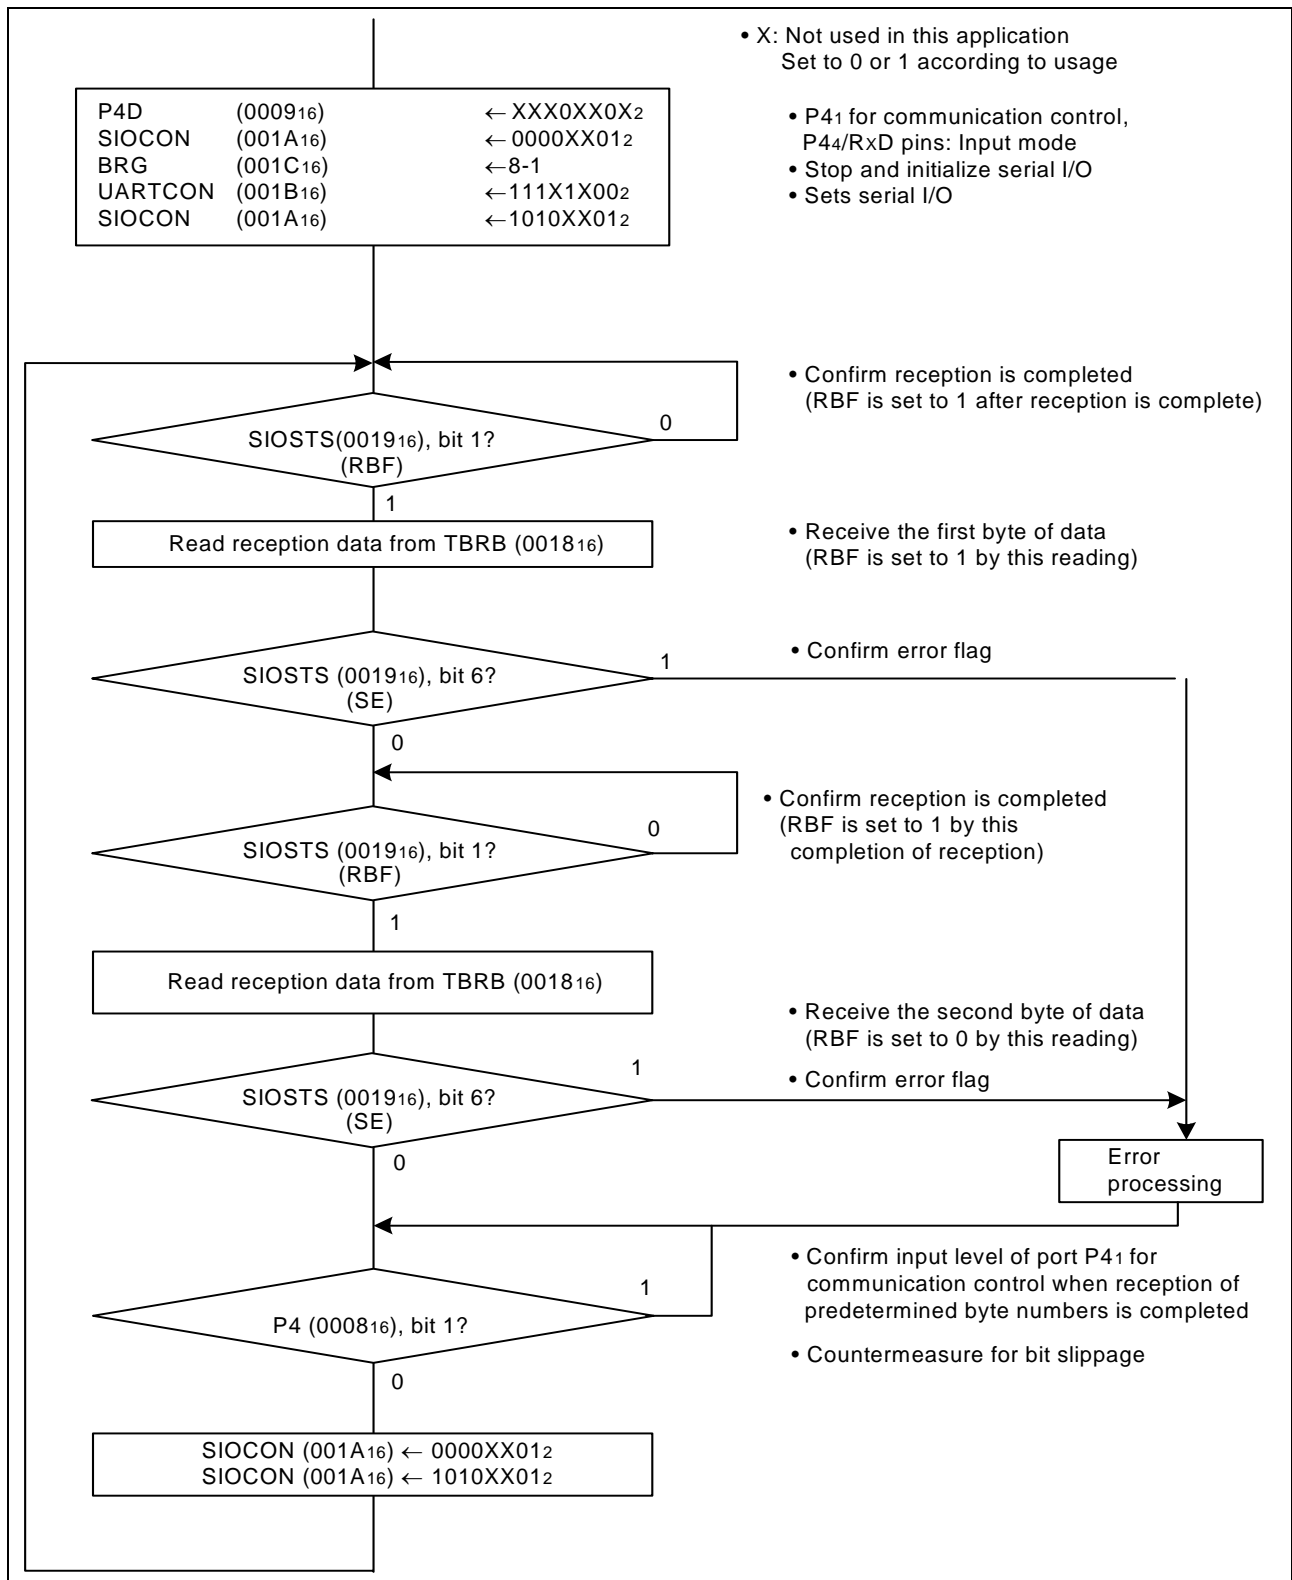 • X: Not used in this application
Set to 0 or 1 according to usage
P4D (0009₁₆) ←XXX0XX0X₂
SIOCON (001A₁₆) ←0000XX01₂
BRG (001C₁₆) ←8-1
UARTCON (001B₁₆) ←111X1X00₂
SIOCON (001A₁₆) ←1010XX01₂
• P4₁ for communication control,
P4₄/RxD pins: Input mode
• Stop and initialize serial I/O
• Sets serial I/O
• Confirm reception is completed
(RBF is set to 1 after reception is complete)
0
SIOSTS(0019₁₆), bit 1?
(RBF)
1
Read reception data from TBRB (0018₁₆)
• Receive the first byte of data
(RBF is set to 1 by this reading)
• Confirm error flag
1
SIOSTS (0019₁₆), bit 6?
(SE)
0
• Confirm reception is completed
(RBF is set to 1 by this
completion of reception)
0
SIOSTS (0019₁₆), bit 1?
(RBF)
1
Read reception data from TBRB (0018₁₆)
• Receive the second byte of data
(RBF is set to 0 by this reading)
1
• Confirm error flag
SIOSTS (0019₁₆), bit 6?
(SE)
0
Error
processing
• Confirm input level of port P4₁ for
communication control when reception of
predetermined byte numbers is completed
1
P4 (0008₁₆), bit 1?
• Countermeasure for bit slippage
0
SIOCON (001A₁₆) ← 0000XX01₂
SIOCON (001A₁₆) ← 1010XX01₂